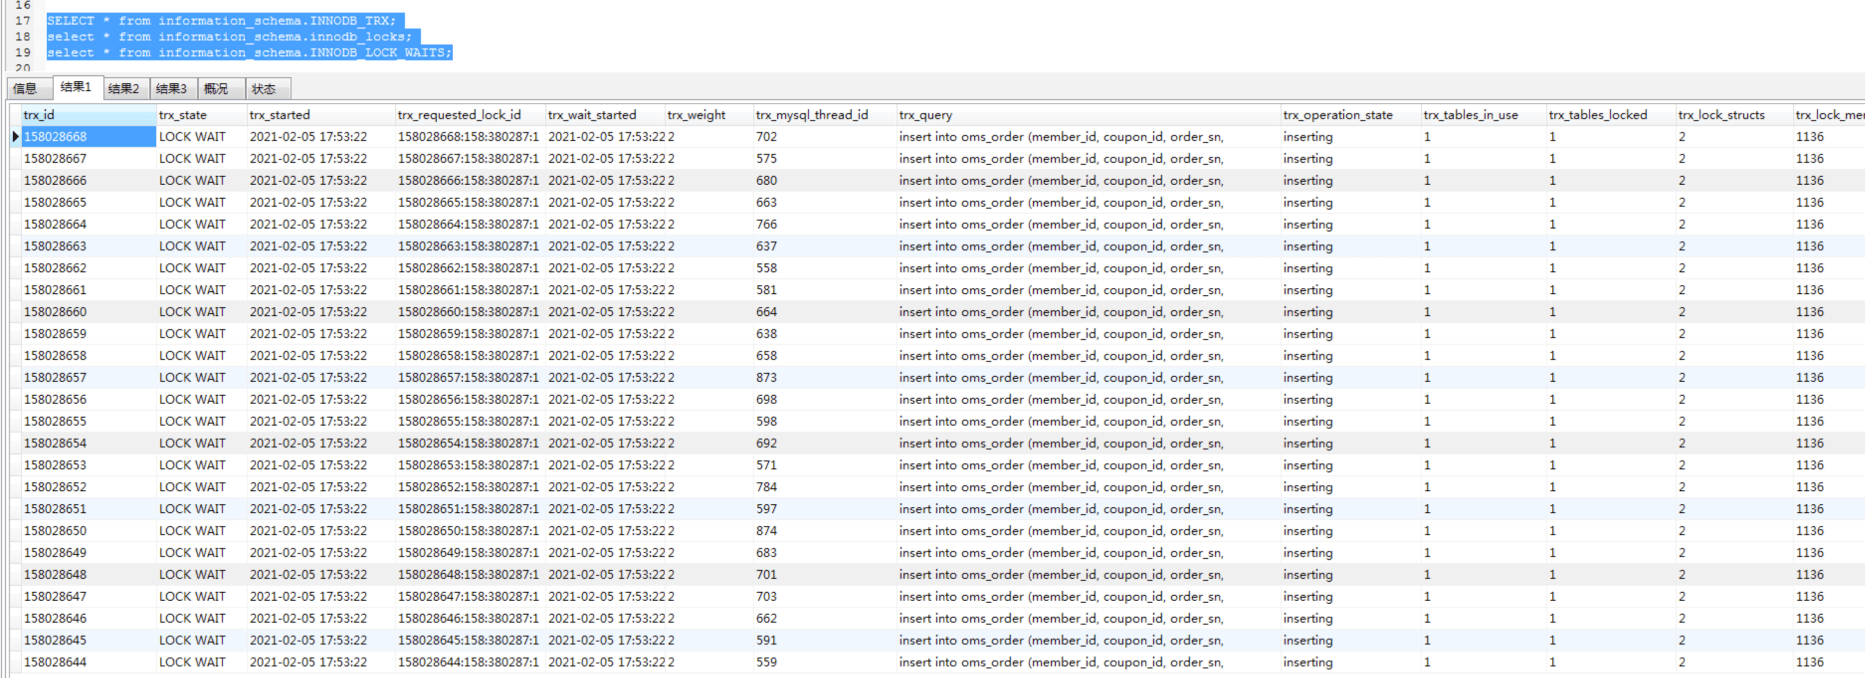 16
17 SELECT * from information_schema.INNODB_TRX;
18 select * from information_schema.innodb_locks;
19 select * from information_schema.INNODB_LOCK_WAITS;
20
信息 结果1 结果2 结果3 概况 状态
trx_id trx_state trx_started trx_requested_lock_id trx_wait_started trx_weight trx_mysql_thread_id trx_query trx_operation_state trx_tables_in_use trx_tables_locked trx_lock_structs trx_lock_mer
158028668 LOCK WAIT 2021-02-05 17:53:22 158028668:158:380287:1 2021-02-05 17:53:22 2 702 insert into oms_order (member_id, coupon_id, order_sn, inserting 1 1 2 1136
158028667 LOCK WAIT 2021-02-05 17:53:22 158028667:158:380287:1 2021-02-05 17:53:22 2 575 insert into oms_order (member_id, coupon_id, order_sn, inserting 1 1 2 1136
158028666 LOCK WAIT 2021-02-05 17:53:22 158028666:158:380287:1 2021-02-05 17:53:22 2 680 insert into oms_order (member_id, coupon_id, order_sn, inserting 1 1 2 1136
158028665 LOCK WAIT 2021-02-05 17:53:22 158028665:158:380287:1 2021-02-05 17:53:22 2 663 insert into oms_order (member_id, coupon_id, order_sn, inserting 1 1 2 1136
158028664 LOCK WAIT 2021-02-05 17:53:22 158028664:158:380287:1 2021-02-05 17:53:22 2 766 insert into oms_order (member_id, coupon_id, order_sn, inserting 1 1 2 1136
158028663 LOCK WAIT 2021-02-05 17:53:22 158028663:158:380287:1 2021-02-05 17:53:22 2 637 insert into oms_order (member_id, coupon_id, order_sn, inserting 1 1 2 1136
158028662 LOCK WAIT 2021-02-05 17:53:22 158028662:158:380287:1 2021-02-05 17:53:22 2 558 insert into oms_order (member_id, coupon_id, order_sn, inserting 1 1 2 1136
158028661 LOCK WAIT 2021-02-05 17:53:22 158028661:158:380287:1 2021-02-05 17:53:22 2 581 insert into oms_order (member_id, coupon_id, order_sn, inserting 1 1 2 1136
158028660 LOCK WAIT 2021-02-05 17:53:22 158028660:158:380287:1 2021-02-05 17:53:22 2 664 insert into oms_order (member_id, coupon_id, order_sn, inserting 1 1 2 1136
158028659 LOCK WAIT 2021-02-05 17:53:22 158028659:158:380287:1 2021-02-05 17:53:22 2 638 insert into oms_order (member_id, coupon_id, order_sn, inserting 1 1 2 1136
158028658 LOCK WAIT 2021-02-05 17:53:22 158028658:158:380287:1 2021-02-05 17:53:22 2 658 insert into oms_order (member_id, coupon_id, order_sn, inserting 1 1 2 1136
158028657 LOCK WAIT 2021-02-05 17:53:22 158028657:158:380287:1 2021-02-05 17:53:22 2 873 insert into oms_order (member_id, coupon_id, order_sn, inserting 1 1 2 1136
158028656 LOCK WAIT 2021-02-05 17:53:22 158028656:158:380287:1 2021-02-05 17:53:22 2 698 insert into oms_order (member_id, coupon_id, order_sn, inserting 1 1 2 1136
158028655 LOCK WAIT 2021-02-05 17:53:22 158028655:158:380287:1 2021-02-05 17:53:22 2 598 insert into oms_order (member_id, coupon_id, order_sn, inserting 1 1 2 1136
158028654 LOCK WAIT 2021-02-05 17:53:22 158028654:158:380287:1 2021-02-05 17:53:22 2 692 insert into oms_order (member_id, coupon_id, order_sn, inserting 1 1 2 1136
158028653 LOCK WAIT 2021-02-05 17:53:22 158028653:158:380287:1 2021-02-05 17:53:22 2 571 insert into oms_order (member_id, coupon_id, order_sn, inserting 1 1 2 1136
158028652 LOCK WAIT 2021-02-05 17:53:22 158028652:158:380287:1 2021-02-05 17:53:22 2 784 insert into oms_order (member_id, coupon_id, order_sn, inserting 1 1 2 1136
158028651 LOCK WAIT 2021-02-05 17:53:22 158028651:158:380287:1 2021-02-05 17:53:22 2 597 insert into oms_order (member_id, coupon_id, order_sn, inserting 1 1 2 1136
158028650 LOCK WAIT 2021-02-05 17:53:22 158028650:158:380287:1 2021-02-05 17:53:22 2 874 insert into oms_order (member_id, coupon_id, order_sn, inserting 1 1 2 1136
158028649 LOCK WAIT 2021-02-05 17:53:22 158028649:158:380287:1 2021-02-05 17:53:22 2 683 insert into oms_order (member_id, coupon_id, order_sn, inserting 1 1 2 1136
158028648 LOCK WAIT 2021-02-05 17:53:22 158028648:158:380287:1 2021-02-05 17:53:22 2 701 insert into oms_order (member_id, coupon_id, order_sn, inserting 1 1 2 1136
158028647 LOCK WAIT 2021-02-05 17:53:22 158028647:158:380287:1 2021-02-05 17:53:22 2 703 insert into oms_order (member_id, coupon_id, order_sn, inserting 1 1 2 1136
158028646 LOCK WAIT 2021-02-05 17:53:22 158028646:158:380287:1 2021-02-05 17:53:22 2 662 insert into oms_order (member_id, coupon_id, order_sn, inserting 1 1 2 1136
158028645 LOCK WAIT 2021-02-05 17:53:22 158028645:158:380287:1 2021-02-05 17:53:22 2 591 insert into oms_order (member_id, coupon_id, order_sn, inserting 1 1 2 1136
158028644 LOCK WAIT 2021-02-05 17:53:22 158028644:158:380287:1 2021-02-05 17:53:22 2 559 insert into oms_order (member_id, coupon_id, order_sn, inserting 1 1 2 1136